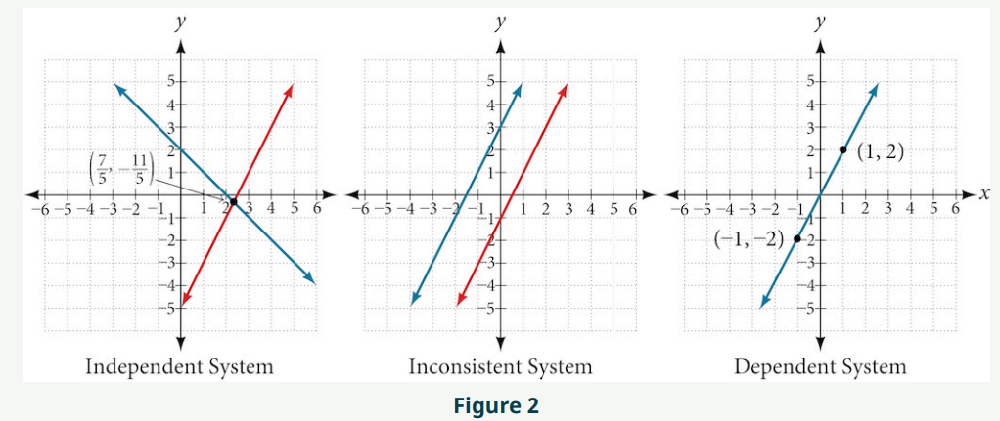 y y y
5 5 5
4 4 4
3 3 3
(7/5, −11/5) 2 2 2 (1, 2)
1 1 1
x
−6 −5 −4 −3 −2 −1 1 2 3 4 5 6 −6 −5 −4 −3 −2 −1 1 2 3 4 5 6 −6 −5 −4 −3 −2 −1 1 2 3 4 5 6
−1 −1 −1
−2 −2 (−1, −2) −2
−3 −3 −3
−4 −4 −4
−5 −5 −5
Independent System Inconsistent System Dependent System
Figure 2